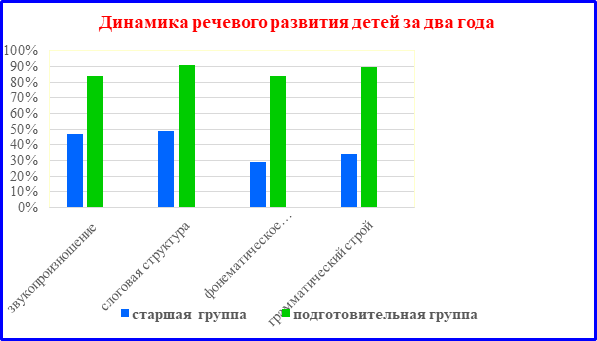 Динамика речевого развития детей за два года
100%
90%
80%
70%
60%
50%
40%
30%
20%
10%
0%
звукопроизношение
слоговая структура
фонематическое…
грамматический строй
старшая группа
подготовительная группа